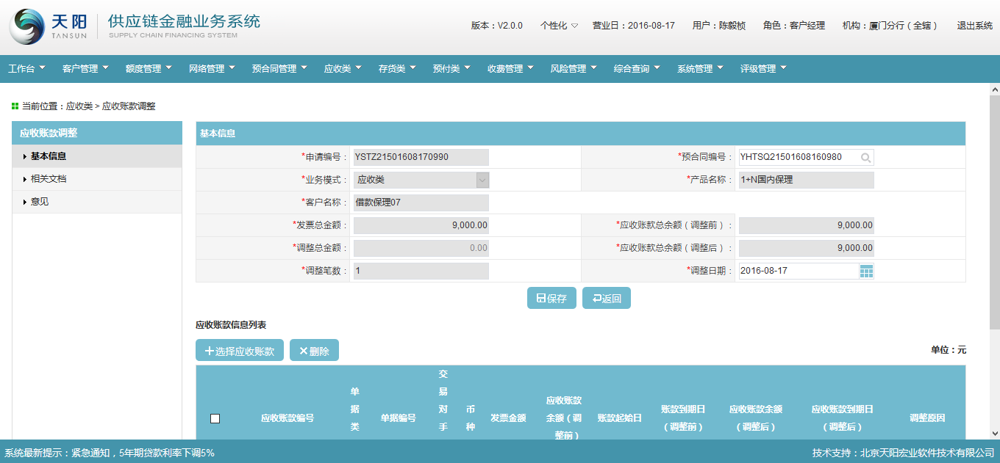 天阳 TANSUN 供应链金融业务系统
SUPPLY CHAIN FINANCING SYSTEM
版本：V2.0.0 个性化 营业日：2016-08-17 用户：陈毅桢 角色：客户经理 机构：厦门分行（全辖） 退出系统
工作台 客户管理 额度管理 网络管理 预合同管理 应收类 存货类 预付类 收费管理 风险管理 综合查询 系统管理 评级管理
当前位置：应收类 > 应收账款调整
应收账款调整
基本信息
相关文档
意见
基本信息
*申请编号： YSTZ21501608170990 *预合同编号： YHTSQ21501608160980
*业务模式： 应收类 *产品名称： 1+N国内保理
*客户名称： 借款保理07
*发票总金额： 9,000.00 *应收账款总余额（调整前）： 9,000.00
*调整总金额： 0.00 *应收账款总余额（调整后）： 9,000.00
*调整笔数： 1 *调整日期： 2016-08-17
保存 返回
应收账款信息列表
选择应收账款 删除 单位：元
应收账款编号 单据类 单据编号 交易对手 币种 发票金额 应收账款余额（调整前） 账款起始日 账款到期日（调整前） 应收账款余额（调整后） 应收账款到期日（调整后） 调整原因
系统最新提示：紧急通知，5年期贷款利率下调5% 技术支持：北京天阳宏业软件技术有限公司